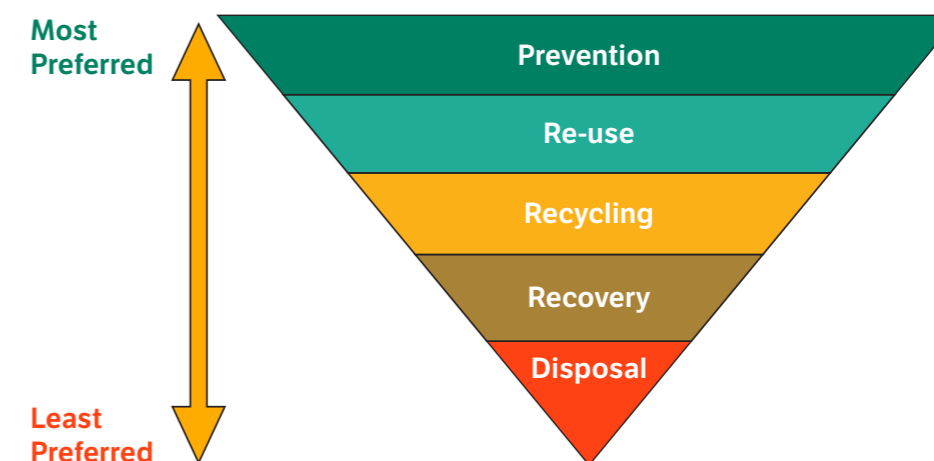 Most
Preferred
Prevention
Re-use
Recycling
Recovery
Disposal
Least
Preferred